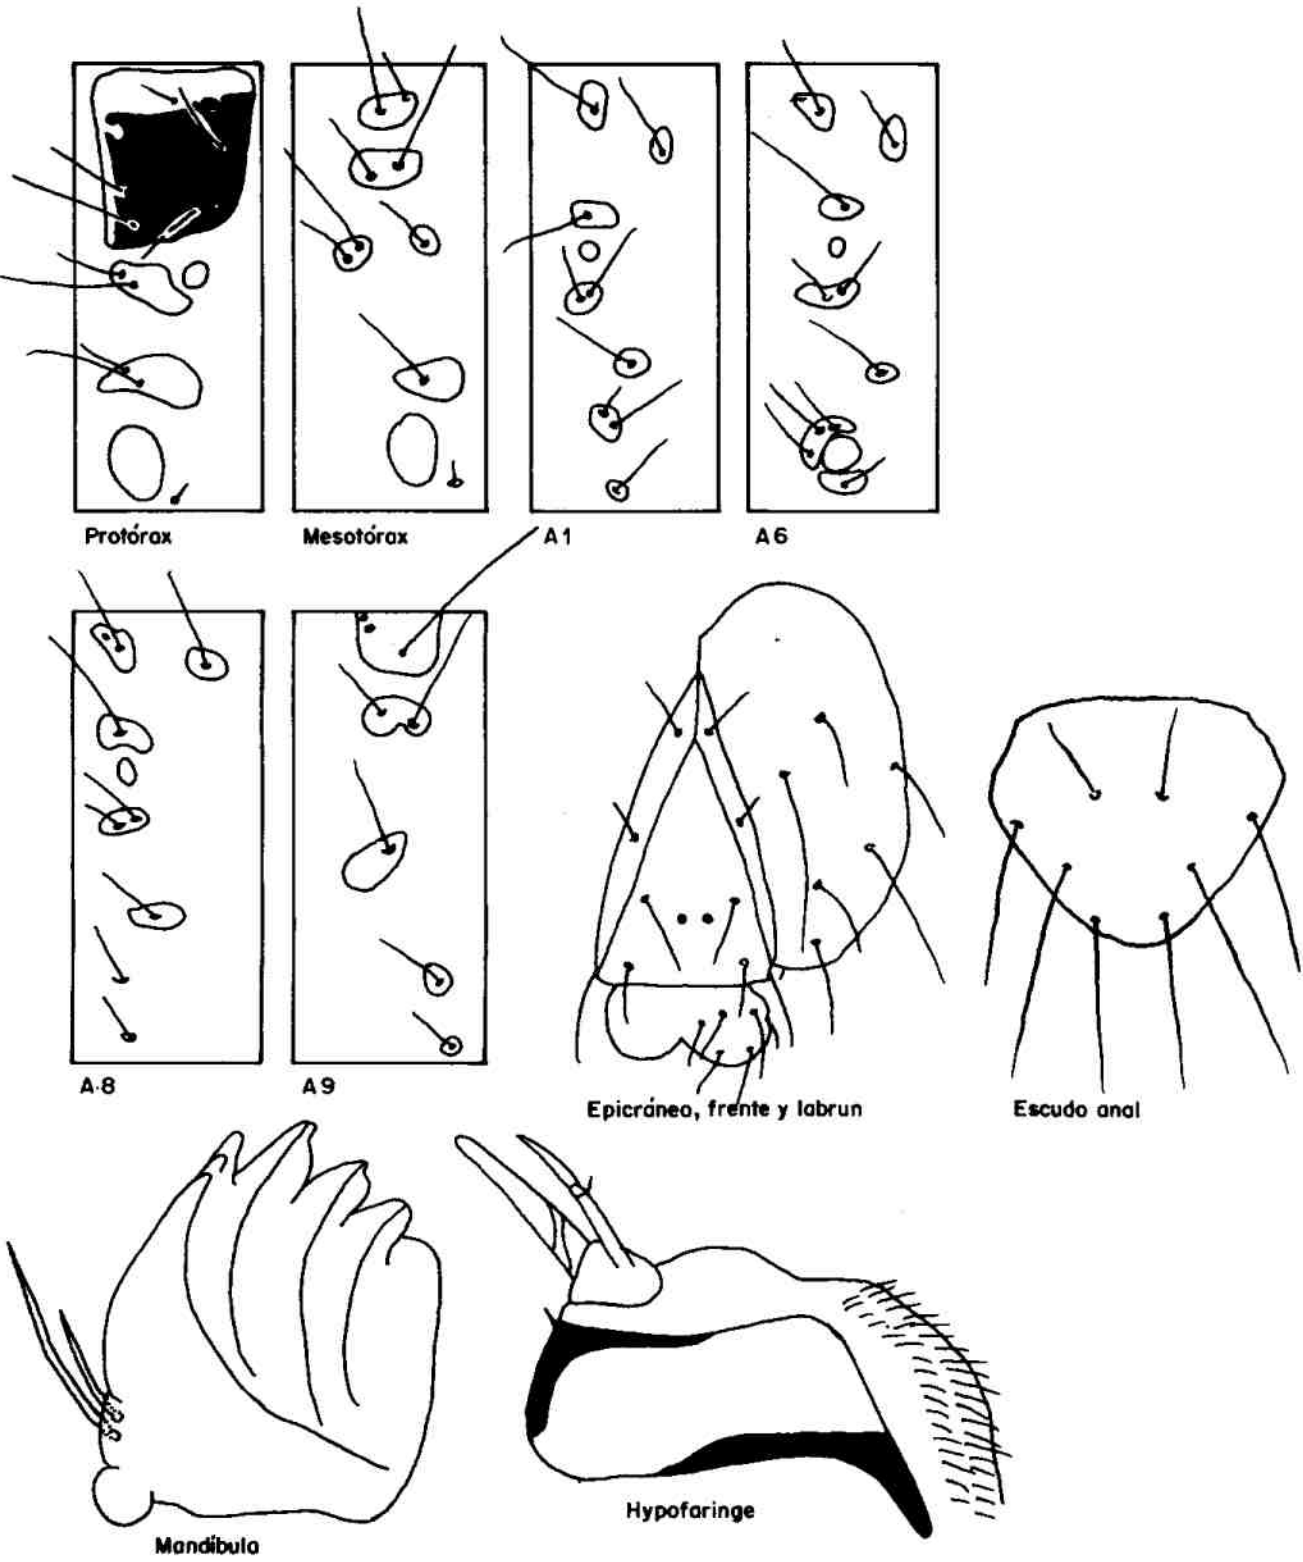 Protórax
Mesotórax
A1
A6
A·8
A9
Epicráneo, frente y labrun
Escudo anal
Mandíbula
Hypofaringe